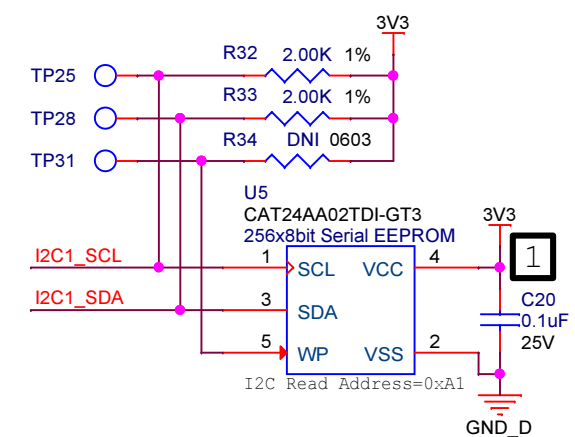 3V3
R32 2.00K 1%
TP25
R33 2.00K 1%
TP28
R34 DNI 0603
TP31
U5
CAT24AA02TDI-GT3
256x8bit Serial EEPROM
3V3
1
I2C1_SCL 1 SCL VCC 4
C20
I2C1_SDA 3 SDA
0.1uF
25V
5 WP VSS 2
I2C Read Address=0xA1
GND_D